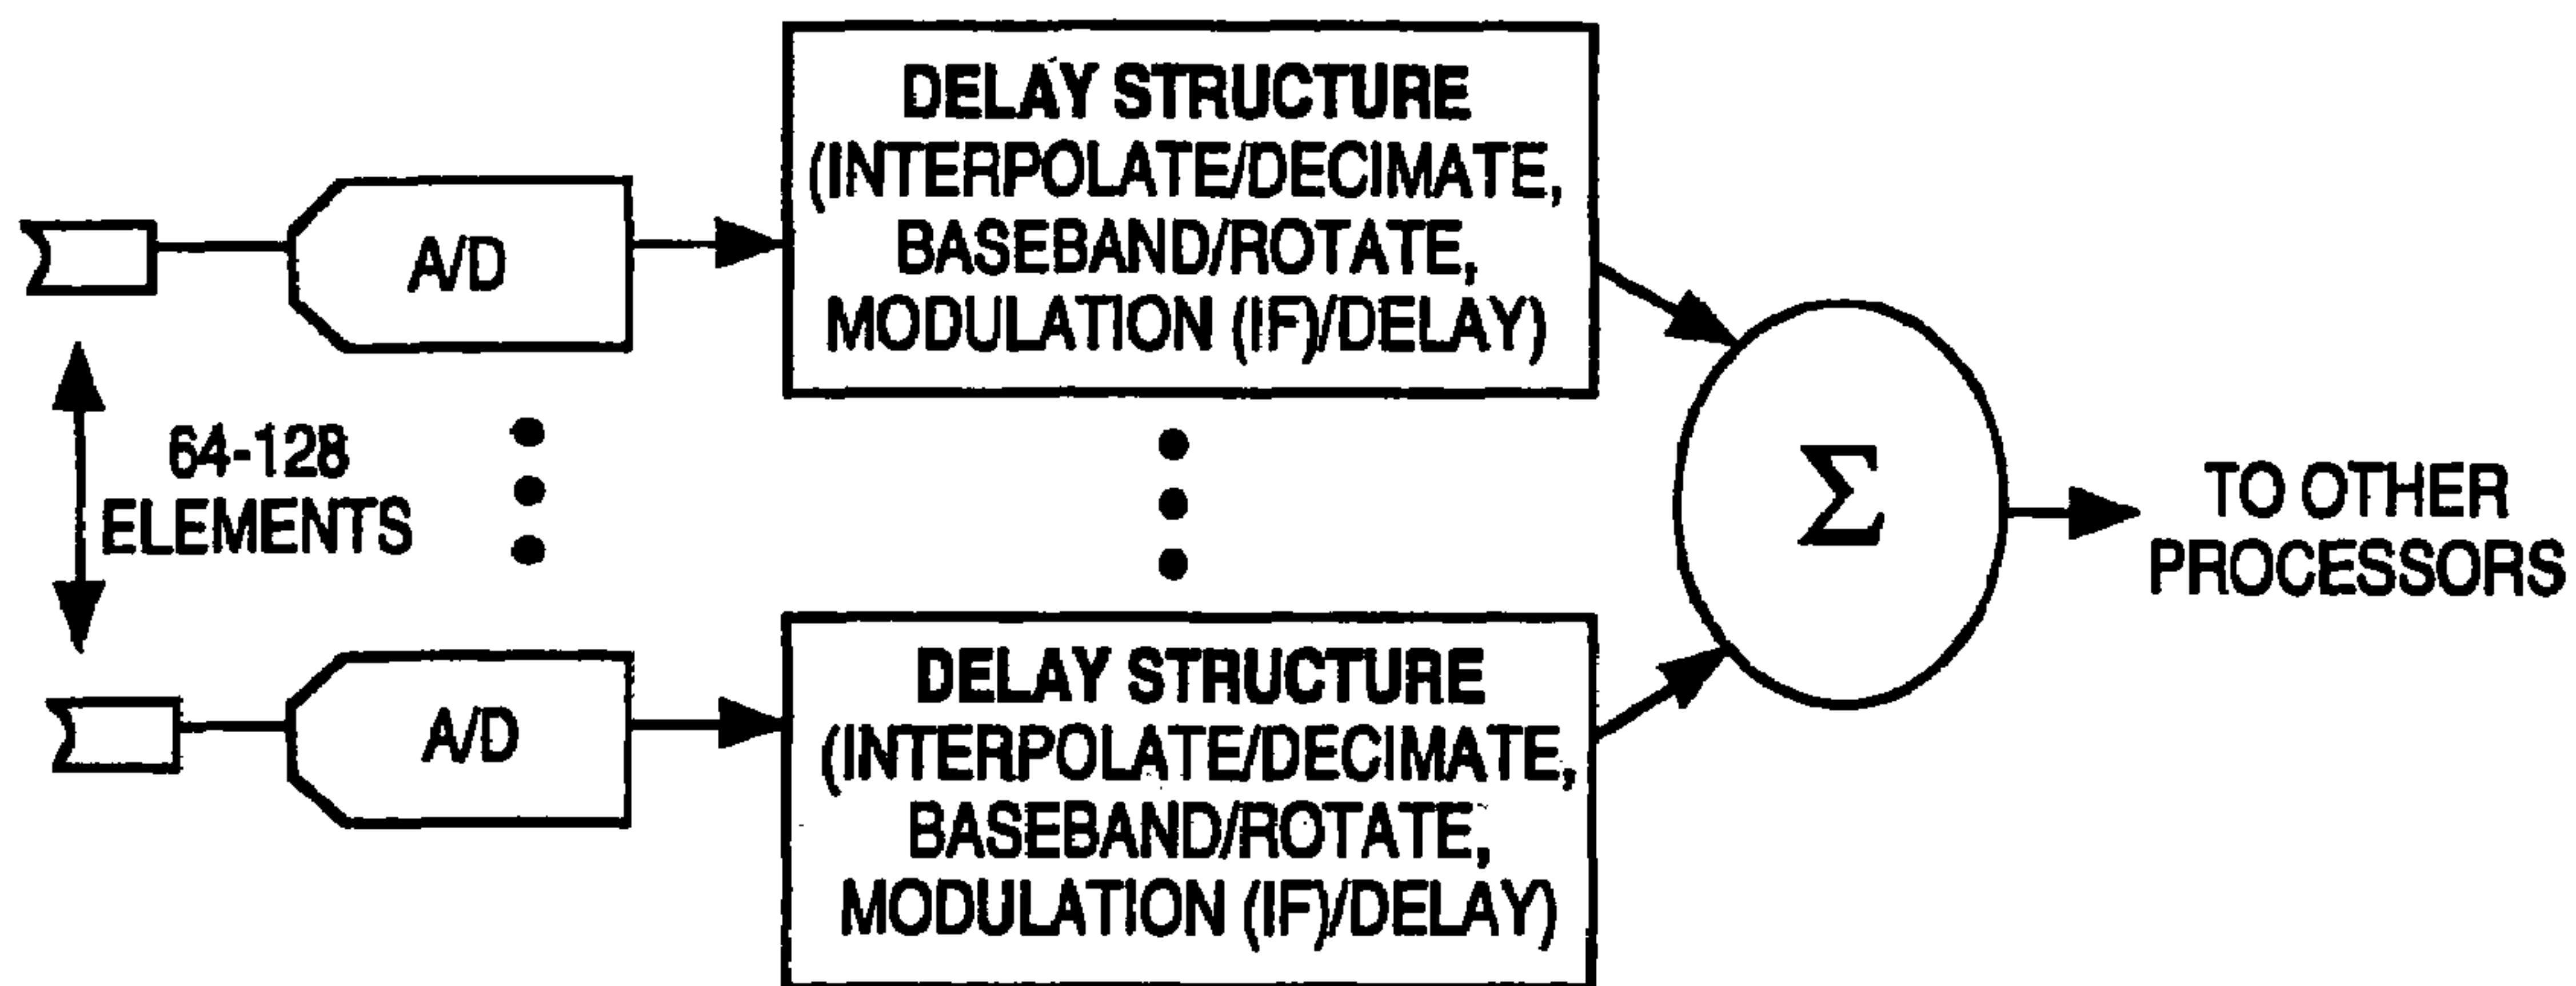 DELAY STRUCTURE
(INTERPOLATE/DECIMATE,
BASEBAND/ROTATE,
MODULATION (IF)/DELAY)
A/D
64-128
ELEMENTS
Σ
TO OTHER
PROCESSORS
A/D
DELAY STRUCTURE
(INTERPOLATE/DECIMATE,
BASEBAND/ROTATE,
MODULATION (IF)/DELAY)